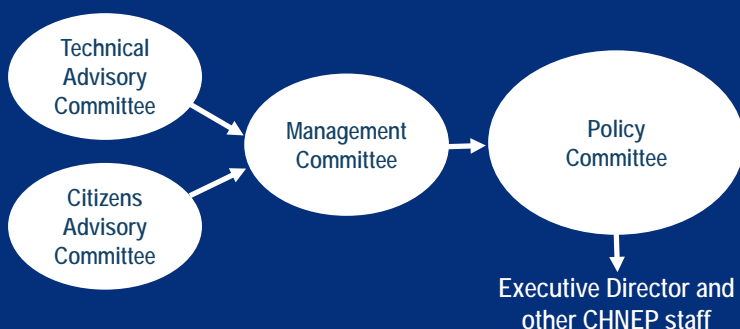 Technical
Advisory
Committee
Management
Committee
Policy
Committee
Citizens
Advisory
Committee
Executive Director and
other CHNEP staff